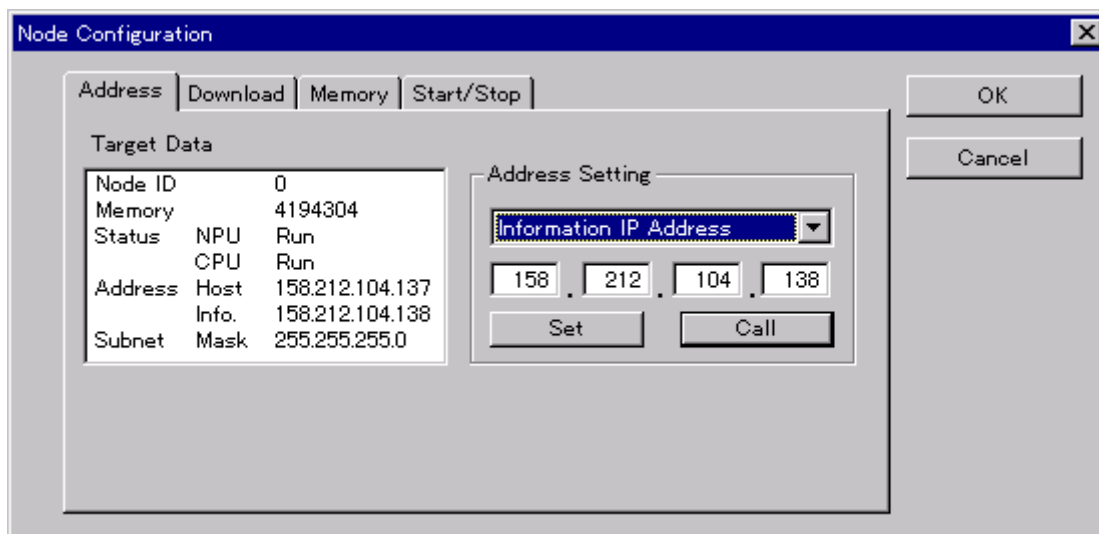 Node Configuration
Address Download Memory Start/Stop
OK
Cancel
Target Data
Node ID 0
Memory 4194304
Status NPU Run
CPU Run
Address Host 158.212.104.137
Info. 158.212.104.138
Subnet Mask 255.255.255.0
Address Setting
Information IP Address
158 . 212 . 104 . 138
Set Call